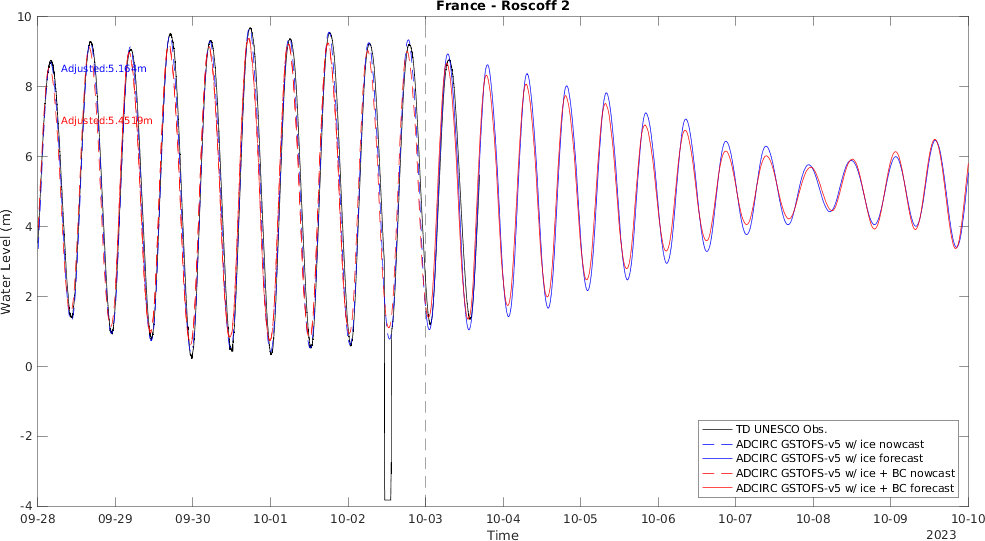 France - Roscoff 2
10
8
6
4
2
0
-2
-4
Water Level (m)
Adjusted:5.164m
Adjusted:5.4519m
TD UNESCO Obs.
ADCIRC GSTOFS-v5 w/ ice nowcast
ADCIRC GSTOFS-v5 w/ ice forecast
ADCIRC GSTOFS-v5 w/ ice + BC nowcast
ADCIRC GSTOFS-v5 w/ ice + BC forecast
09-28 09-29 09-30 10-01 10-02 10-03 10-04 10-05 10-06 10-07 10-08 10-09 10-10
Time
2023